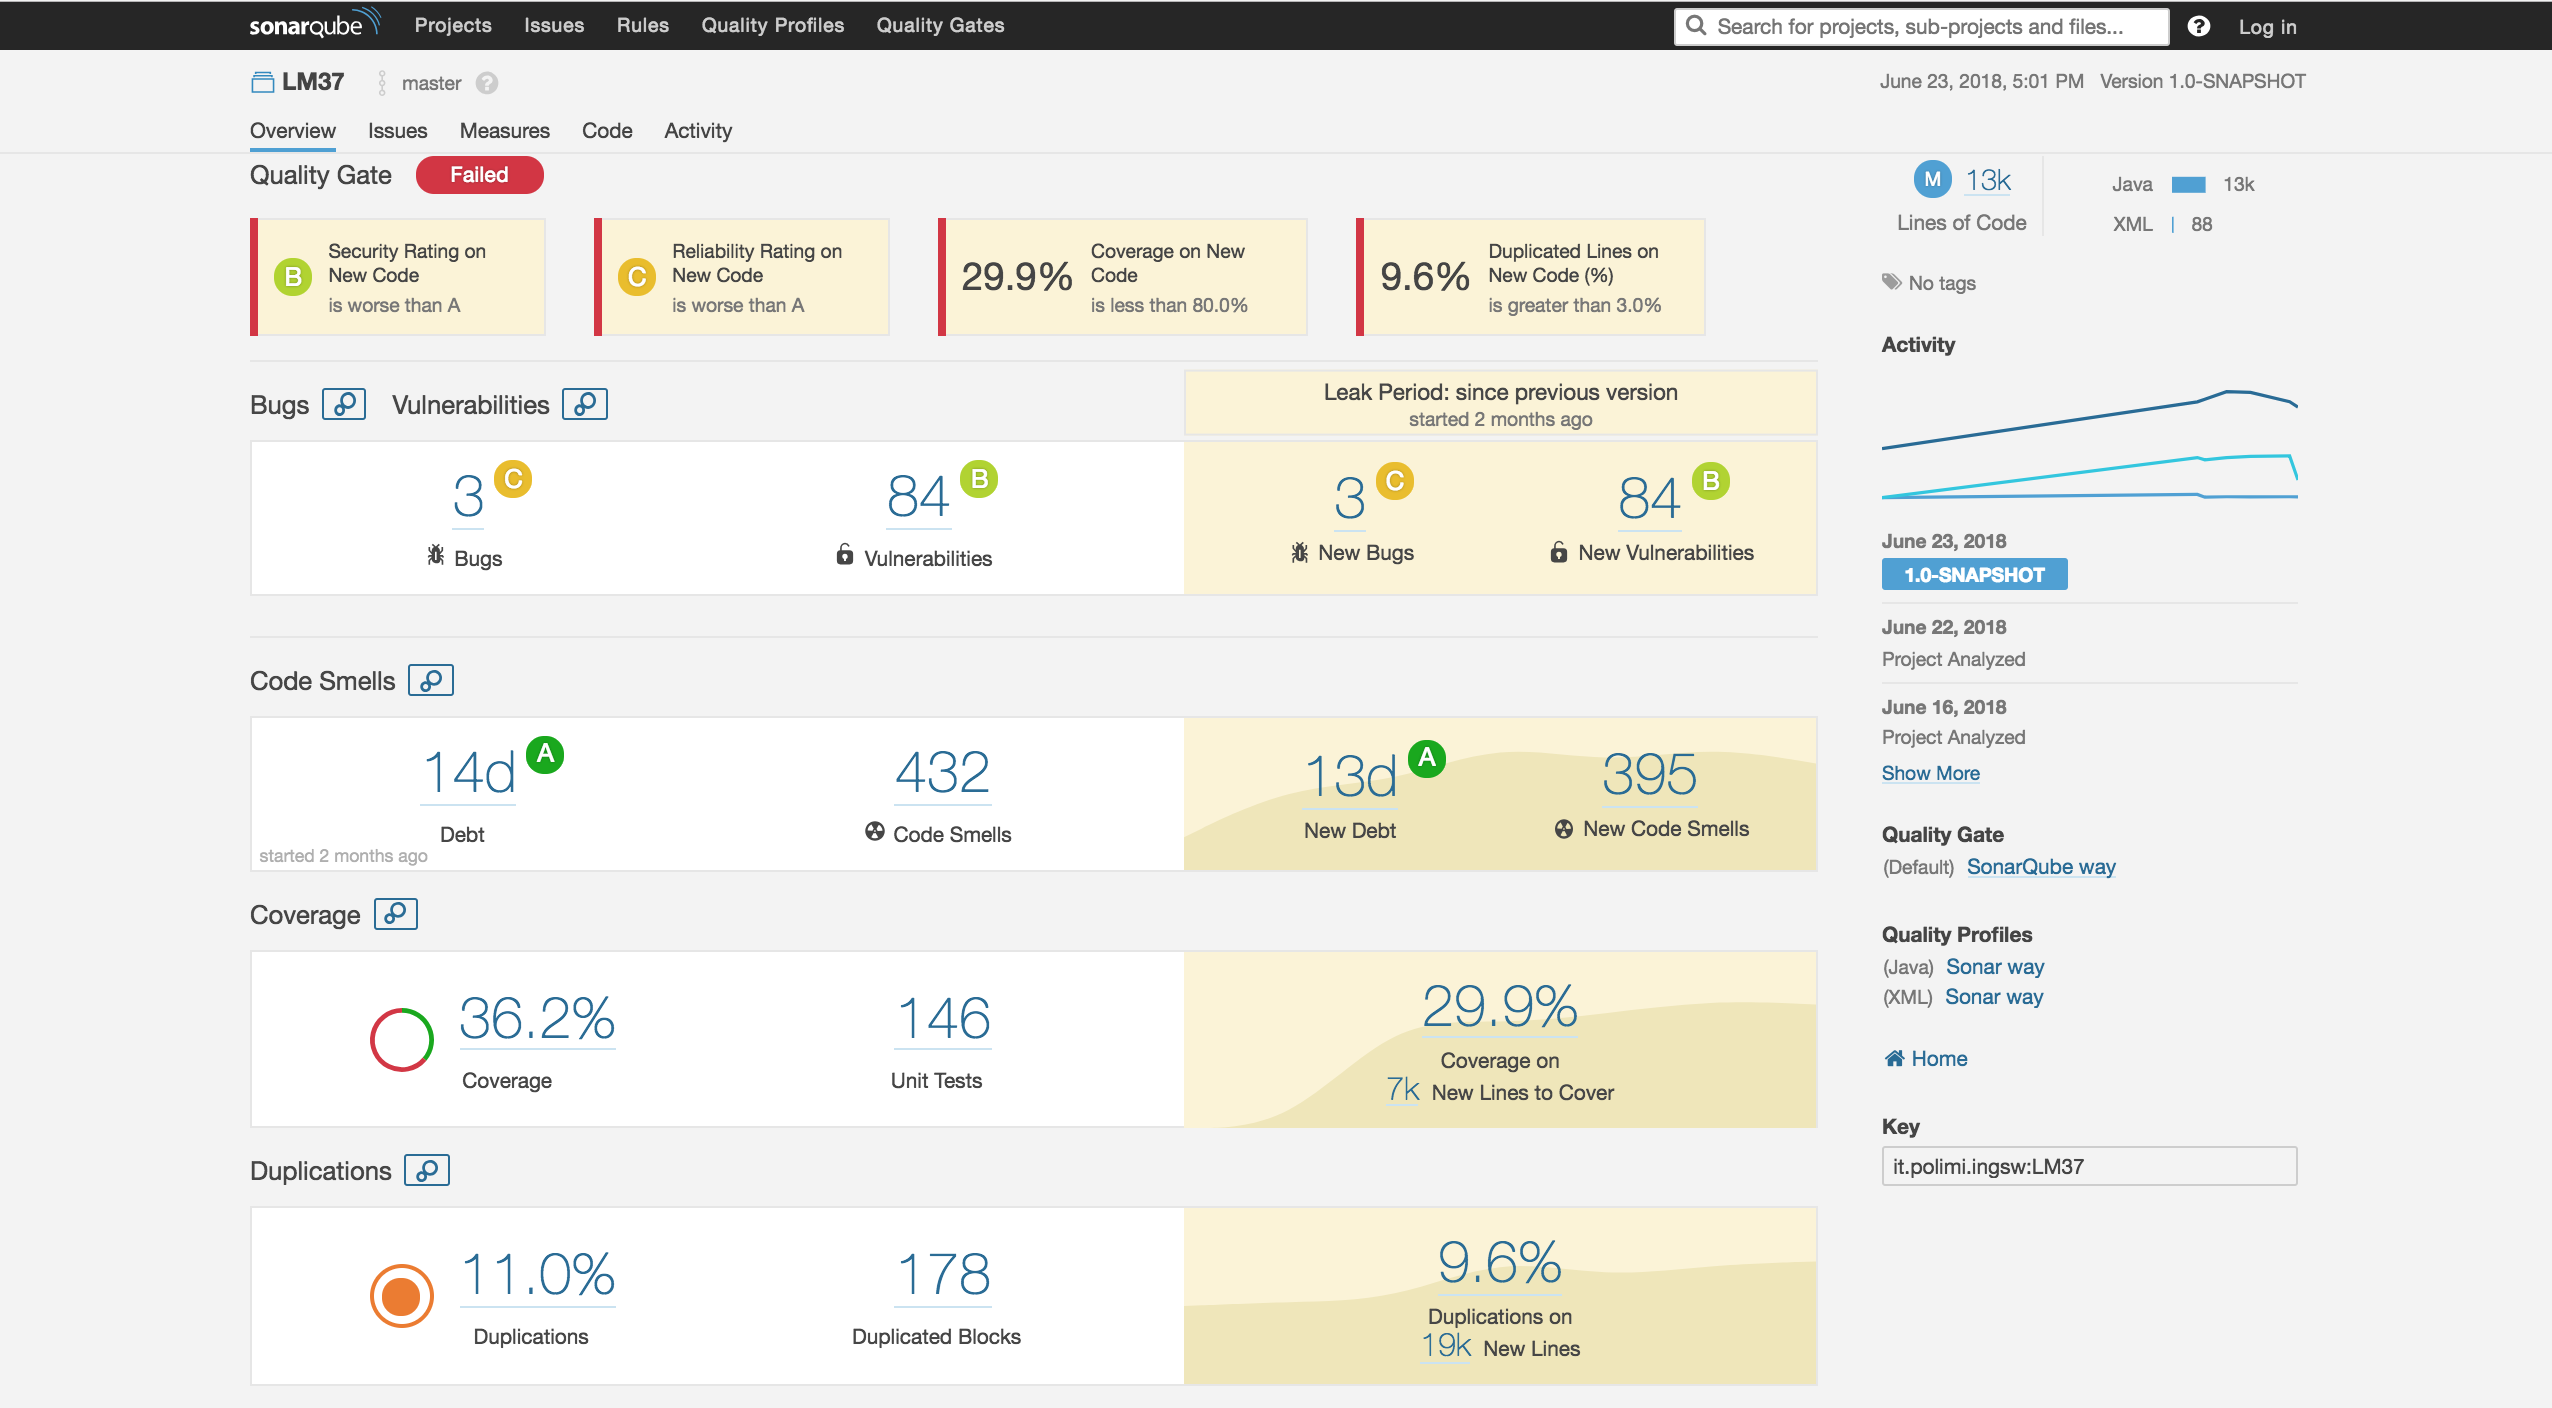 sonarqube Projects Issues Rules Quality Profiles Quality Gates Search for projects, sub-projects and files... ? Log in
LM37 master ? June 23, 2018, 5:01 PM Version 1.0-SNAPSHOT
Overview Issues Measures Code Activity
Quality Gate Failed
B Security Rating on New Code
is worse than A
C Reliability Rating on New Code
is worse than A
29.9% Coverage on New Code
is less than 80.0%
9.6% Duplicated Lines on New Code (%)
is greater than 3.0%
Bugs Vulnerabilities
Leak Period: since previous version
started 2 months ago
3 C
Bugs
84 B
Vulnerabilities
3 C
New Bugs
84 B
New Vulnerabilities
Code Smells
14d A
Debt
started 2 months ago
432
Code Smells
13d A
New Debt
395
New Code Smells
Coverage
36.2%
Coverage
146
Unit Tests
29.9%
Coverage on
7k New Lines to Cover
Duplications
11.0%
Duplications
178
Duplicated Blocks
9.6%
Duplications on
19k New Lines
M 13k
Lines of Code
Java 13k
XML 88
No tags
Activity
June 23, 2018
1.0-SNAPSHOT
June 22, 2018
Project Analyzed
June 16, 2018
Project Analyzed
Show More
Quality Gate
(Default) SonarQube way
Quality Profiles
(Java) Sonar way
(XML) Sonar way
Home
Key
it.polimi.ingsw:LM37